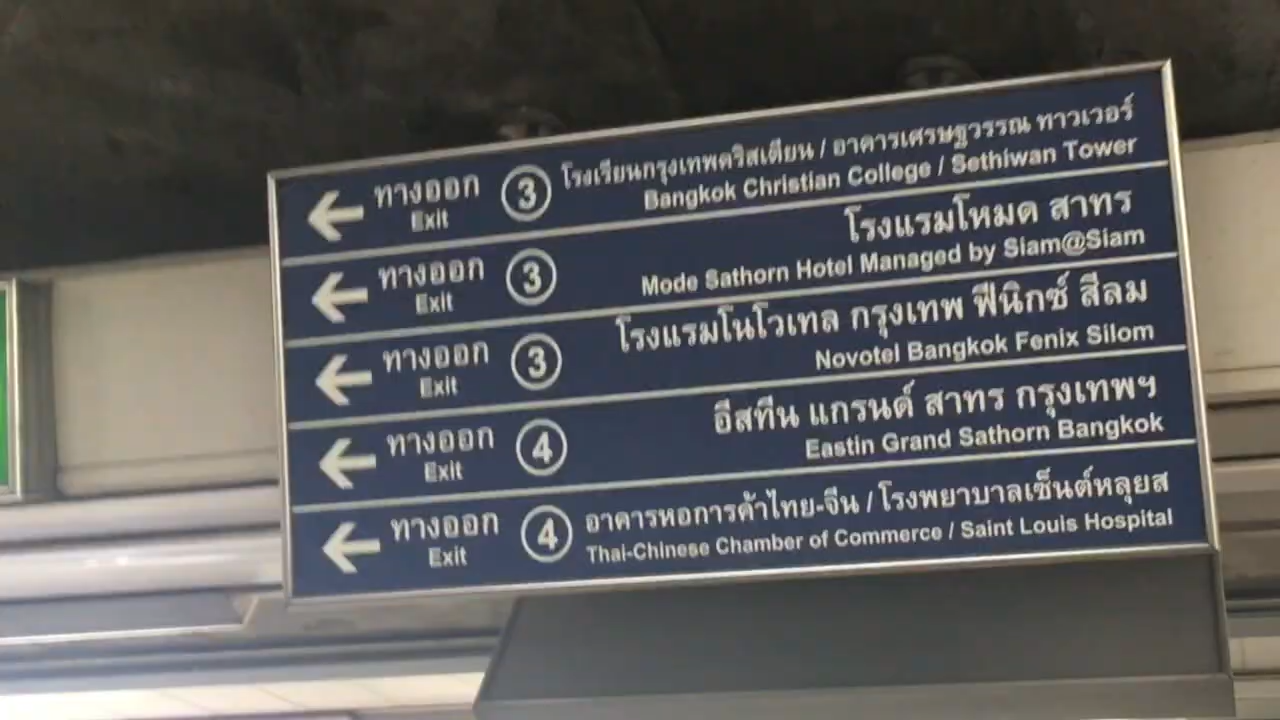 ทางออก 3 โรงเรียนกรุงเทพคริสเตียน / อาคารเศรษฐวรรณ ทาวเวอร์
Exit Bangkok Christian College / Sethiwan Tower
ทางออก 3 โรงแรมโหมด สาทร
Exit Mode Sathorn Hotel Managed by Siam@Siam
ทางออก 3 โรงแรมโนโวเทล กรุงเทพ ฟีนิกซ์ สีลม
Exit Novotel Bangkok Fenix Silom
ทางออก 4 อีสทีน แกรนด์ สาทร กรุงเทพฯ
Exit Eastin Grand Sathorn Bangkok
ทางออก 4 อาคารหอการค้าไทย-จีน / โรงพยาบาลเซ็นต์หลุยส
Exit Thai-Chinese Chamber of Commerce / Saint Louis Hospital